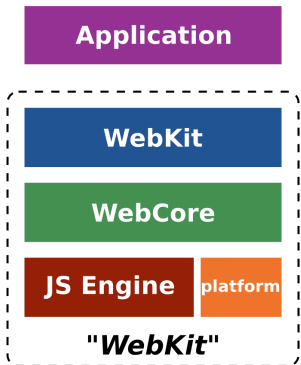 Application
WebKit
WebCore
JS Engine platform
"WebKit"